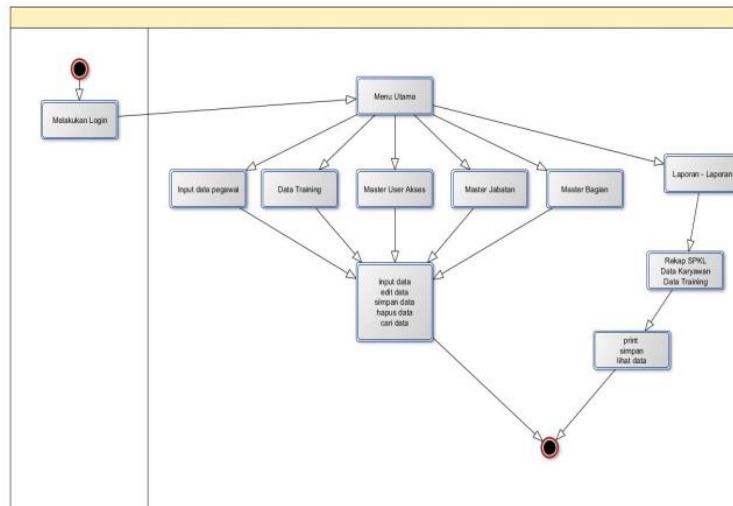 Melakukan Login
Menu Utama
Input data pegawai
Data Training
Master User Akses
Master Jabatan
Master Bagian
Laporan - Laporan
input data
edit data
simpan data
hapus data
cari data
Rekap SPKL
Data Karyawan
Data Training
print
simpan
lihat data